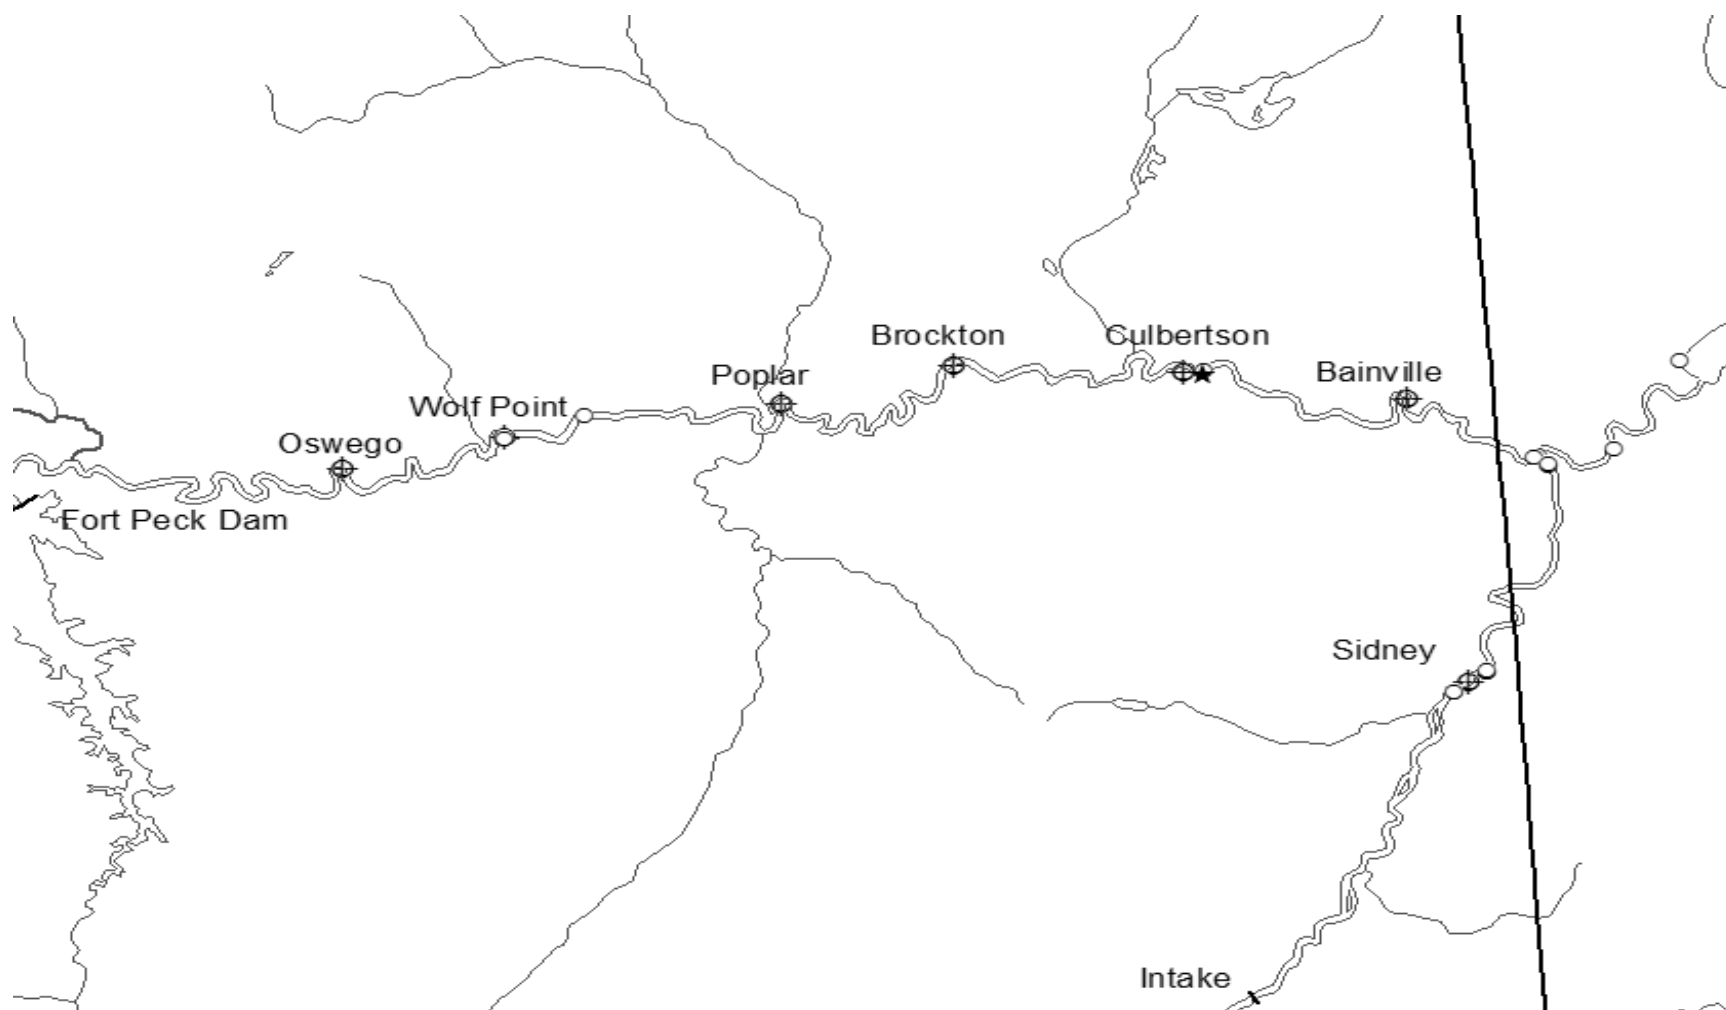 Brockton
Culbertson
Poplar
Bainville
Wolf Point
Oswego
Fort Peck Dam
Sidney
Intake